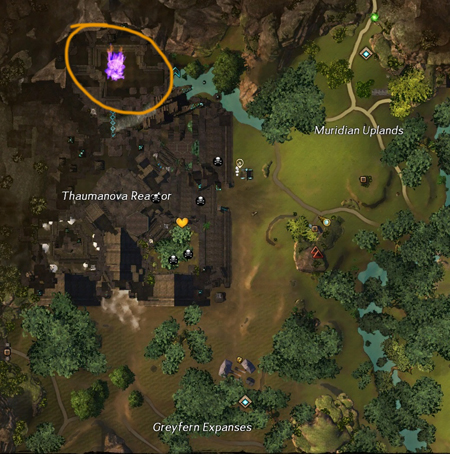 Muridian Uplands
Thaumanova Reactor
Greyfern Expanses